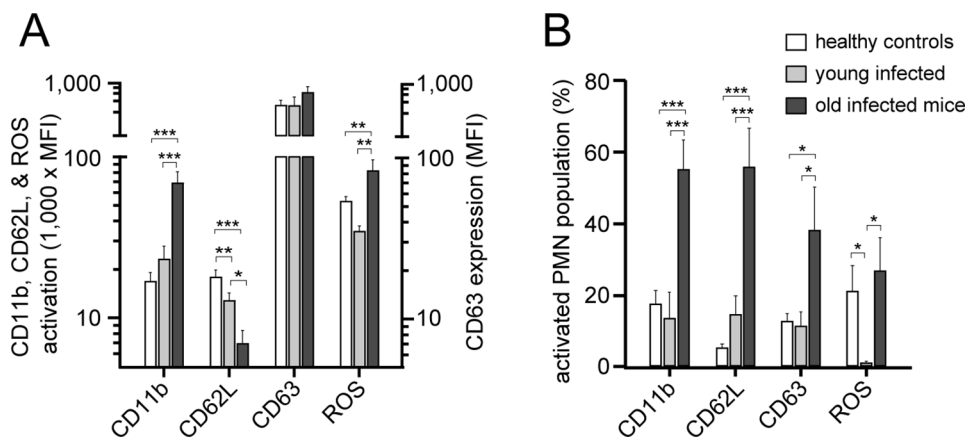 A
CD11b, CD62L, & ROS
activation (1,000 x MFI)
1,000
100
10
***
***
***
**
*
**
**
1,000
100
10
CD63 expression (MFI)
CD11b
CD62L
CD63
ROS
B
healthy controls
young infected
old infected mice
activated PMN population (%)
80
60
40
20
0
***
***
***
***
*
*
*
*
CD11b
CD62L
CD63
ROS